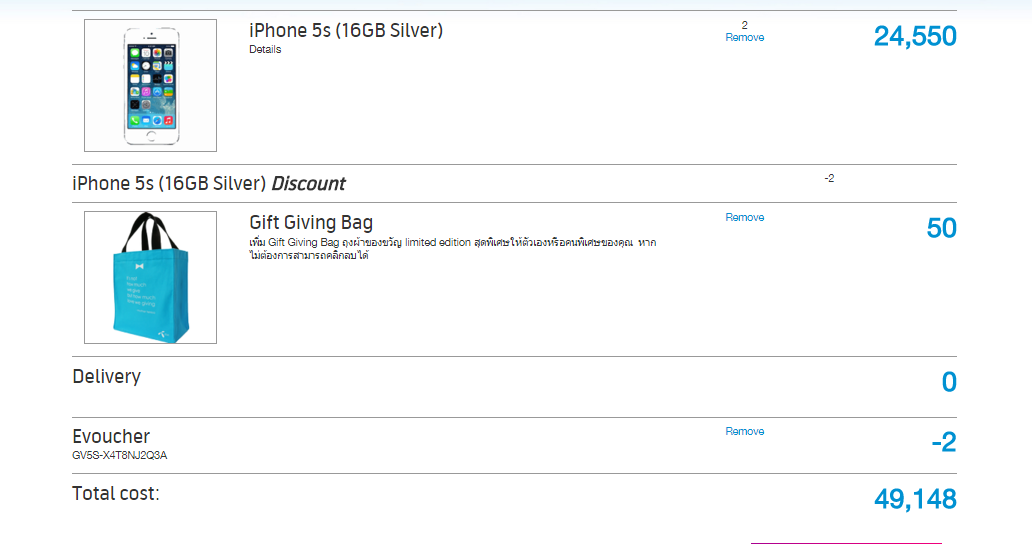 iPhone 5s (16GB Silver)
Details
2
Remove
24,550
iPhone 5s (16GB Silver) Discount
-2
Gift Giving Bag
เพิ่ม Gift Giving Bag ถุงผ้าของขวัญ limited edition สุดพิเศษให้ตัวเองหรือคนพิเศษของคุณ หาก
ไม่ต้องการสามารถคลิกลบได้
Remove
50
Delivery
0
Evoucher
GV5S-X4T8NJ2Q3A
Remove
-2
Total cost:
49,148